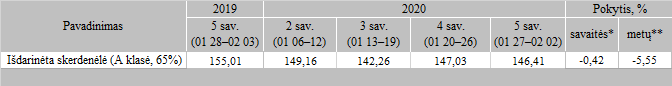 Pavadinimas 2019 2020 Pokytis, %
5 sav. 2 sav. 3 sav. 4 sav. 5 sav. savaitės* metų**
(01 28–02 03) (01 06–12) (01 13–19) (01 20–26) (01 27–02 02)
Išdarinėta skerdenėlė (A klasė, 65%) 155,01 149,16 142,26 147,03 146,41 -0,42 -5,55